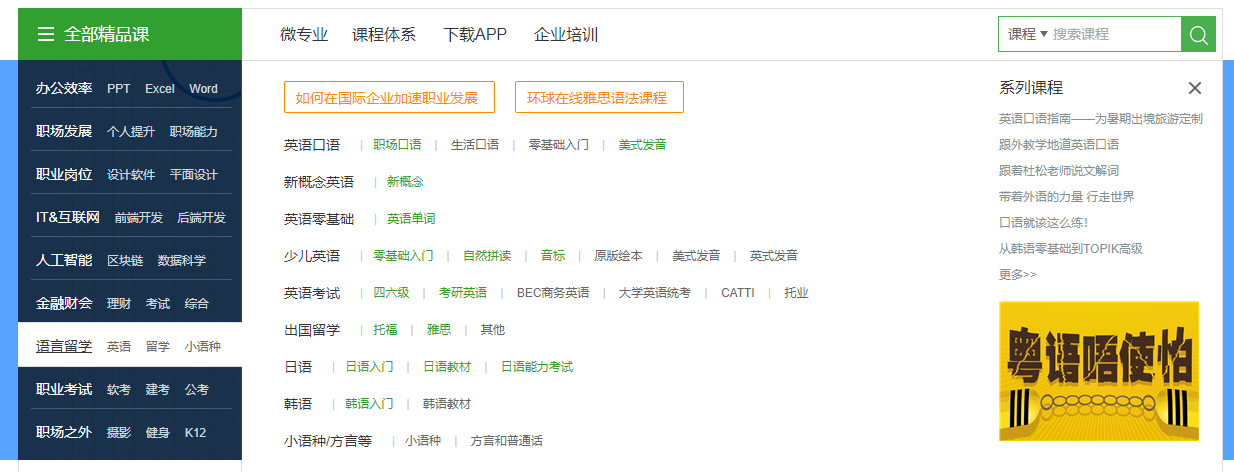 全部精品课
微专业 课程体系 下载APP 企业培训
课程 搜索课程
办公效率 PPT Excel Word
职场发展 个人提升 职场能力
职业岗位 设计软件 平面设计
IT&互联网 前端开发 后端开发
人工智能 区块链 数据科学
金融财会 理财 考试 综合
语言留学 英语 留学 小语种
职业考试 软考 建考 公考
职场之外 摄影 健身 K12
如何在国际企业加速职业发展 环球在线雅思语法课程
英语口语 | 职场口语 | 生活口语 | 零基础入门 | 美式发音
新概念英语 | 新概念
英语零基础 | 英语单词
少儿英语 | 零基础入门 | 自然拼读 | 音标 | 原版绘本 | 美式发音 | 英式发音
英语考试 | 四六级 | 考研英语 | BEC商务英语 | 大学英语统考 | CATTI | 托业
出国留学 | 托福 | 雅思 | 其他
日语 | 日语入门 | 日语教材 | 日语能力考试
韩语 | 韩语入门 | 韩语教材
小语种/方言等 | 小语种 | 方言和普通话
系列课程
英语口语指南——为暑期出境旅游定制
跟外教学地道英语口语
跟着杜松老师说文解词
带着外语的力量 行走世界
口语就该这么练！
从韩语零基础到TOPIK高级
更多>>
粤语唔使怕